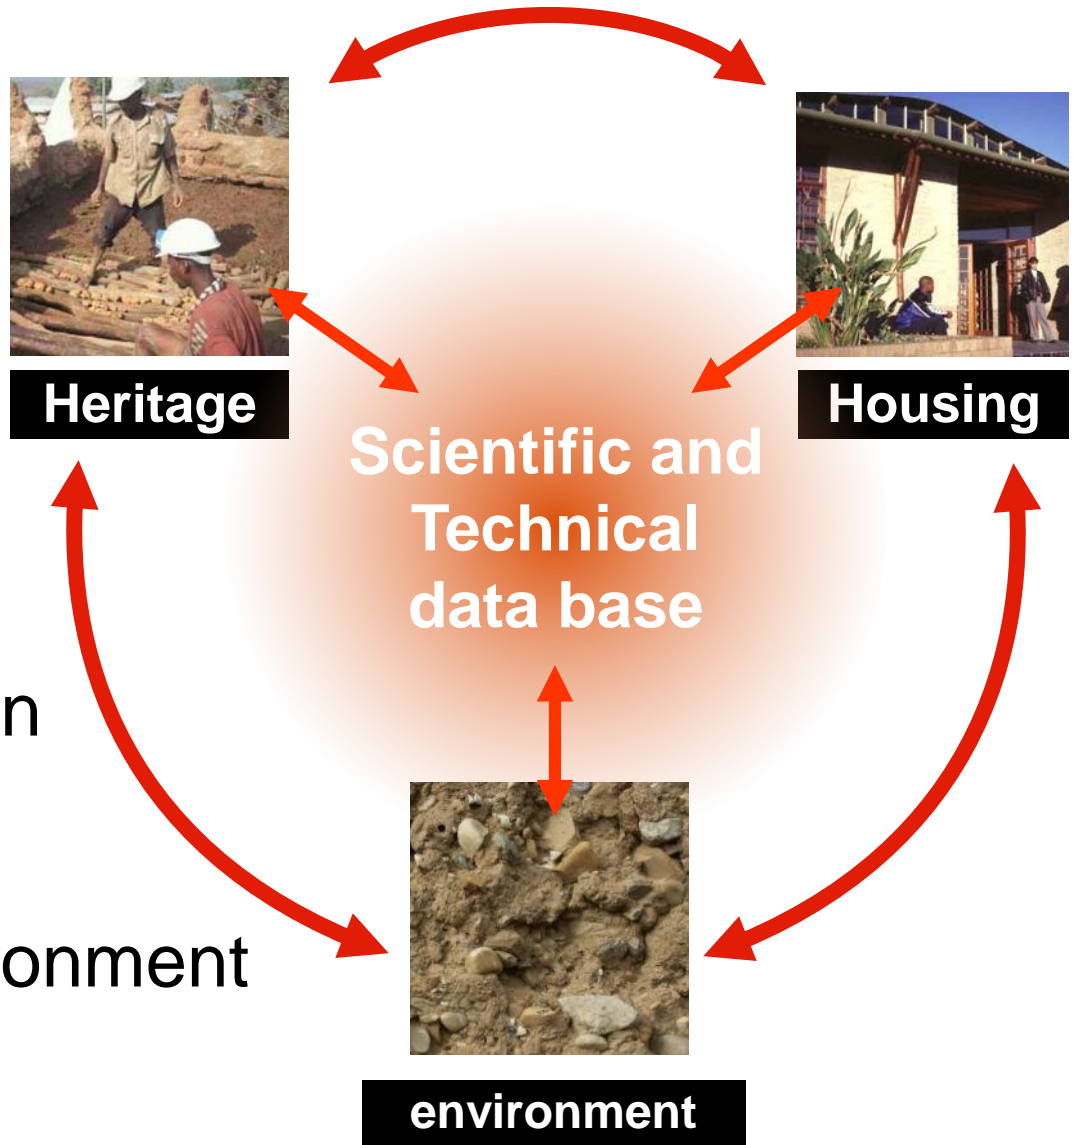 Heritage
Housing
Scientific and
Technical
data base
n
onment
environment